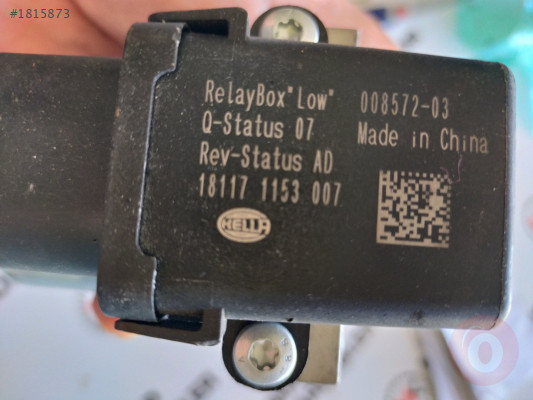 #1815873
RelayBox"Low" 008572-03
Q-Status 07 Made in China
Rev-Status AD
18117 1153 007
HELLA